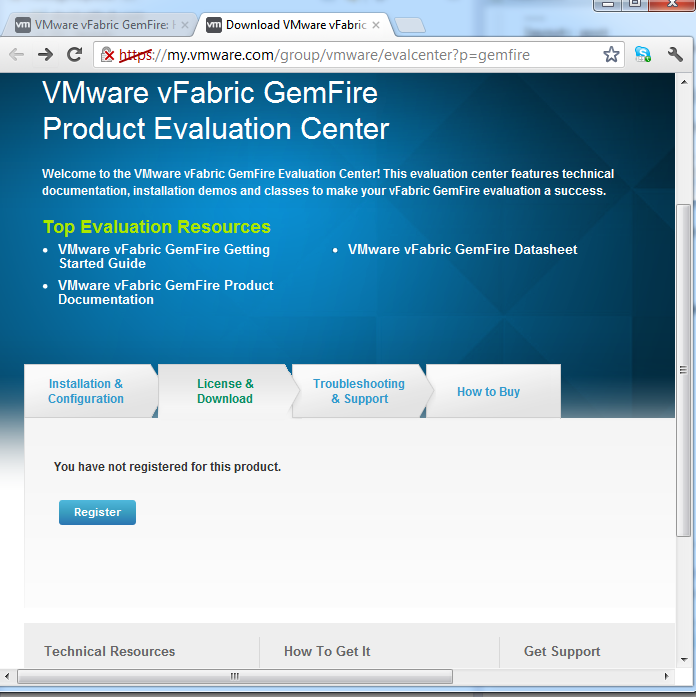 VMware vFabric GemFire:
Download VMware vFabric
https://my.vmware.com/group/vmware/evalcenter?p=gemfire
VMware vFabric GemFire
Product Evaluation Center
Welcome to the VMware vFabric GemFire Evaluation Center! This evaluation center features technical
documentation, installation demos and classes to make your vFabric GemFire evaluation a success.
Top Evaluation Resources
• VMware vFabric GemFire Getting
Started Guide
• VMware vFabric GemFire Product
Documentation
• VMware vFabric GemFire Datasheet
Installation &
Configuration
License &
Download
Troubleshooting
& Support
How to Buy
You have not registered for this product.
Register
Technical Resources
How To Get It
Get Support